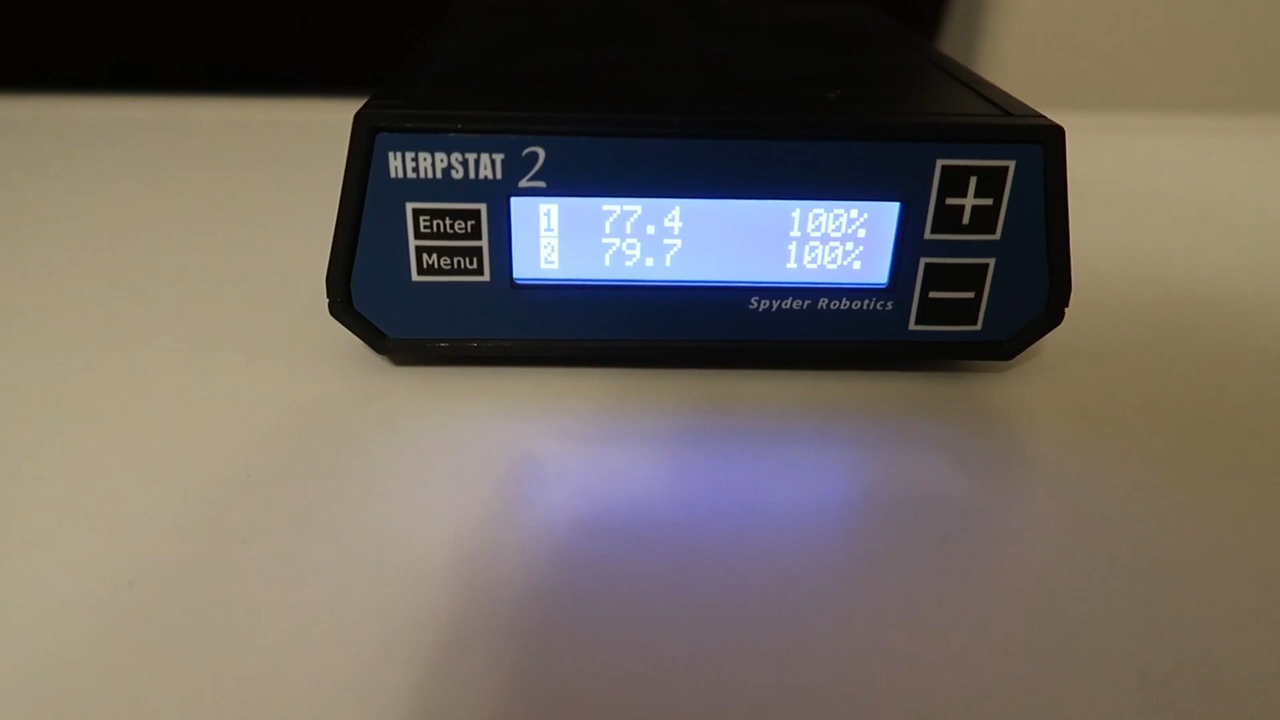 HERPSTAT 2
Enter
Menu
1 77.4 100%
2 79.7 100%
+
−
Spyder Robotics